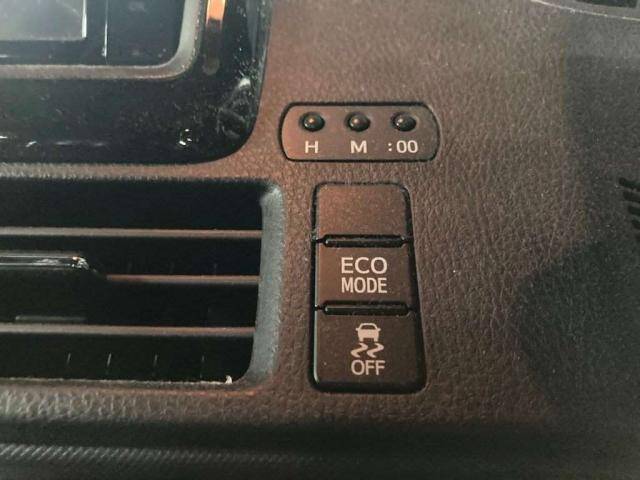 H M :00
ECO
MODE
OFF